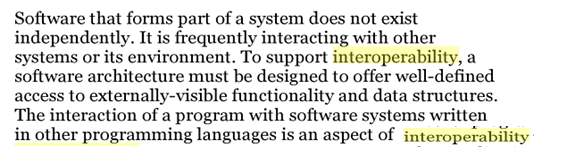 Software that forms part of a system does not exist
independently. It is frequently interacting with other
systems or its environment. To support interoperability, a
software architecture must be designed to offer well-defined
access to externally-visible functionality and data structures.
The interaction of a program with software systems written
in other programming languages is an aspect of interoperability